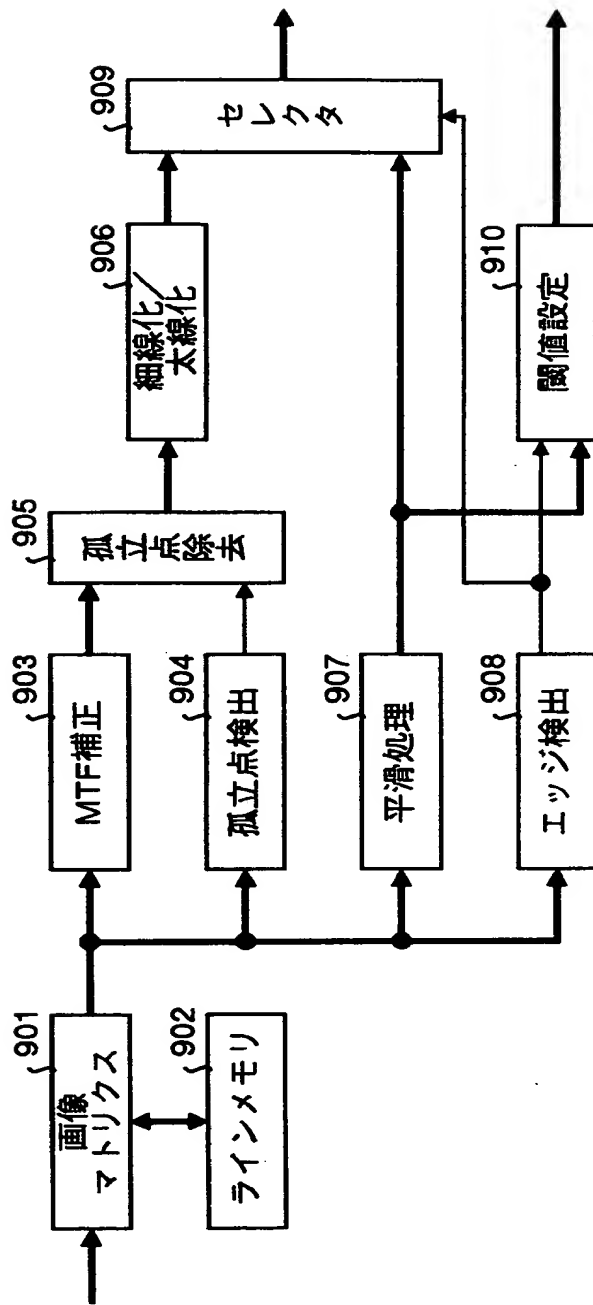 901
画像
マトリクス
902
ラインメモリ
903
MTF補正
904
孤立点検出
905
孤立点除去
906
細線化／
太線化
907
平滑処理
908
エッジ検出
909
セレクタ
910
閾値設定